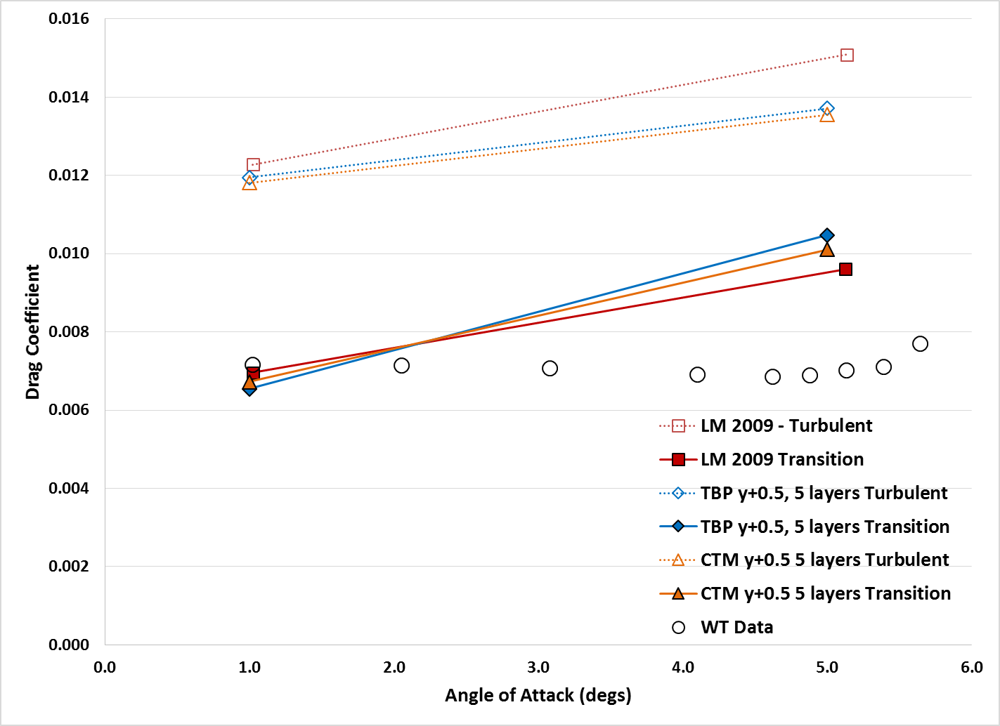 0.016
0.014
0.012
0.010
0.008
0.006
0.004
0.002
0.000
Drag Coefficient
LM 2009 - Turbulent
LM 2009 Transition
TBP y+0.5, 5 layers Turbulent
TBP y+0.5, 5 layers Transition
CTM y+0.5 5 layers Turbulent
CTM y+0.5 5 layers Transition
WT Data
0.0 1.0 2.0 3.0 4.0 5.0 6.0
Angle of Attack (degs)